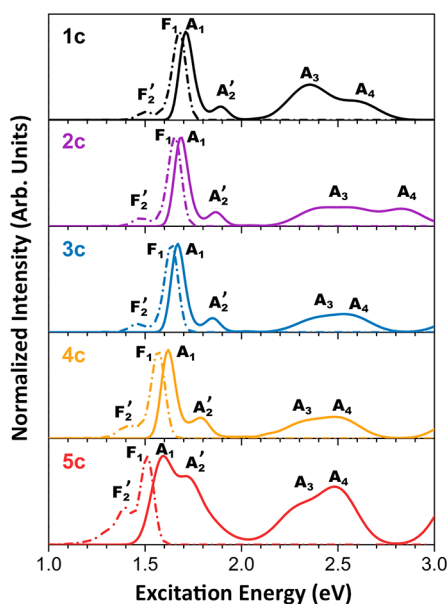 Normalized Intensity (Arb. Units)
1c
F₂′ F₁ A₁ A₂′ A₃ A₄
2c
F₂′ F₁ A₁ A₂′ A₃ A₄
3c
F₂′ F₁ A₁ A₂′ A₃ A₄
4c
F₂′ F₁ A₁ A₂′ A₃ A₄
5c
F₂′ F₁ A₁ A₂′ A₃ A₄
1.0 1.5 2.0 2.5 3.0
Excitation Energy (eV)